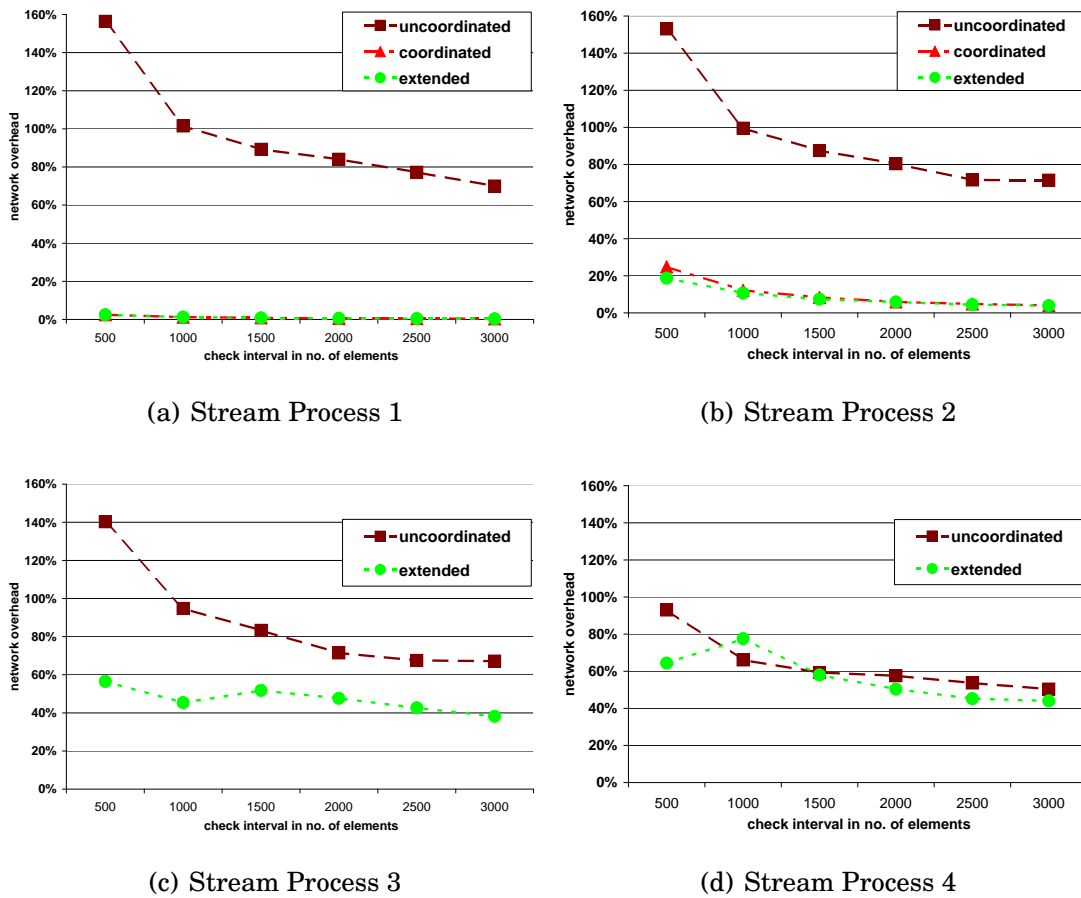 160%
140%
120%
100%
80%
60%
40%
20%
0%
network overhead
uncoordinated
coordinated
extended
500 1000 1500 2000 2500 3000
check interval in no. of elements
(a) Stream Process 1
160%
140%
120%
100%
80%
60%
40%
20%
0%
network overhead
uncoordinated
coordinated
extended
500 1000 1500 2000 2500 3000
check interval in no. of elements
(b) Stream Process 2
160%
140%
120%
100%
80%
60%
40%
20%
0%
network overhead
uncoordinated
extended
500 1000 1500 2000 2500 3000
check interval in no. of elements
(c) Stream Process 3
160%
140%
120%
100%
80%
60%
40%
20%
0%
network overhead
uncoordinated
extended
500 1000 1500 2000 2500 3000
check interval in no. of elements
(d) Stream Process 4